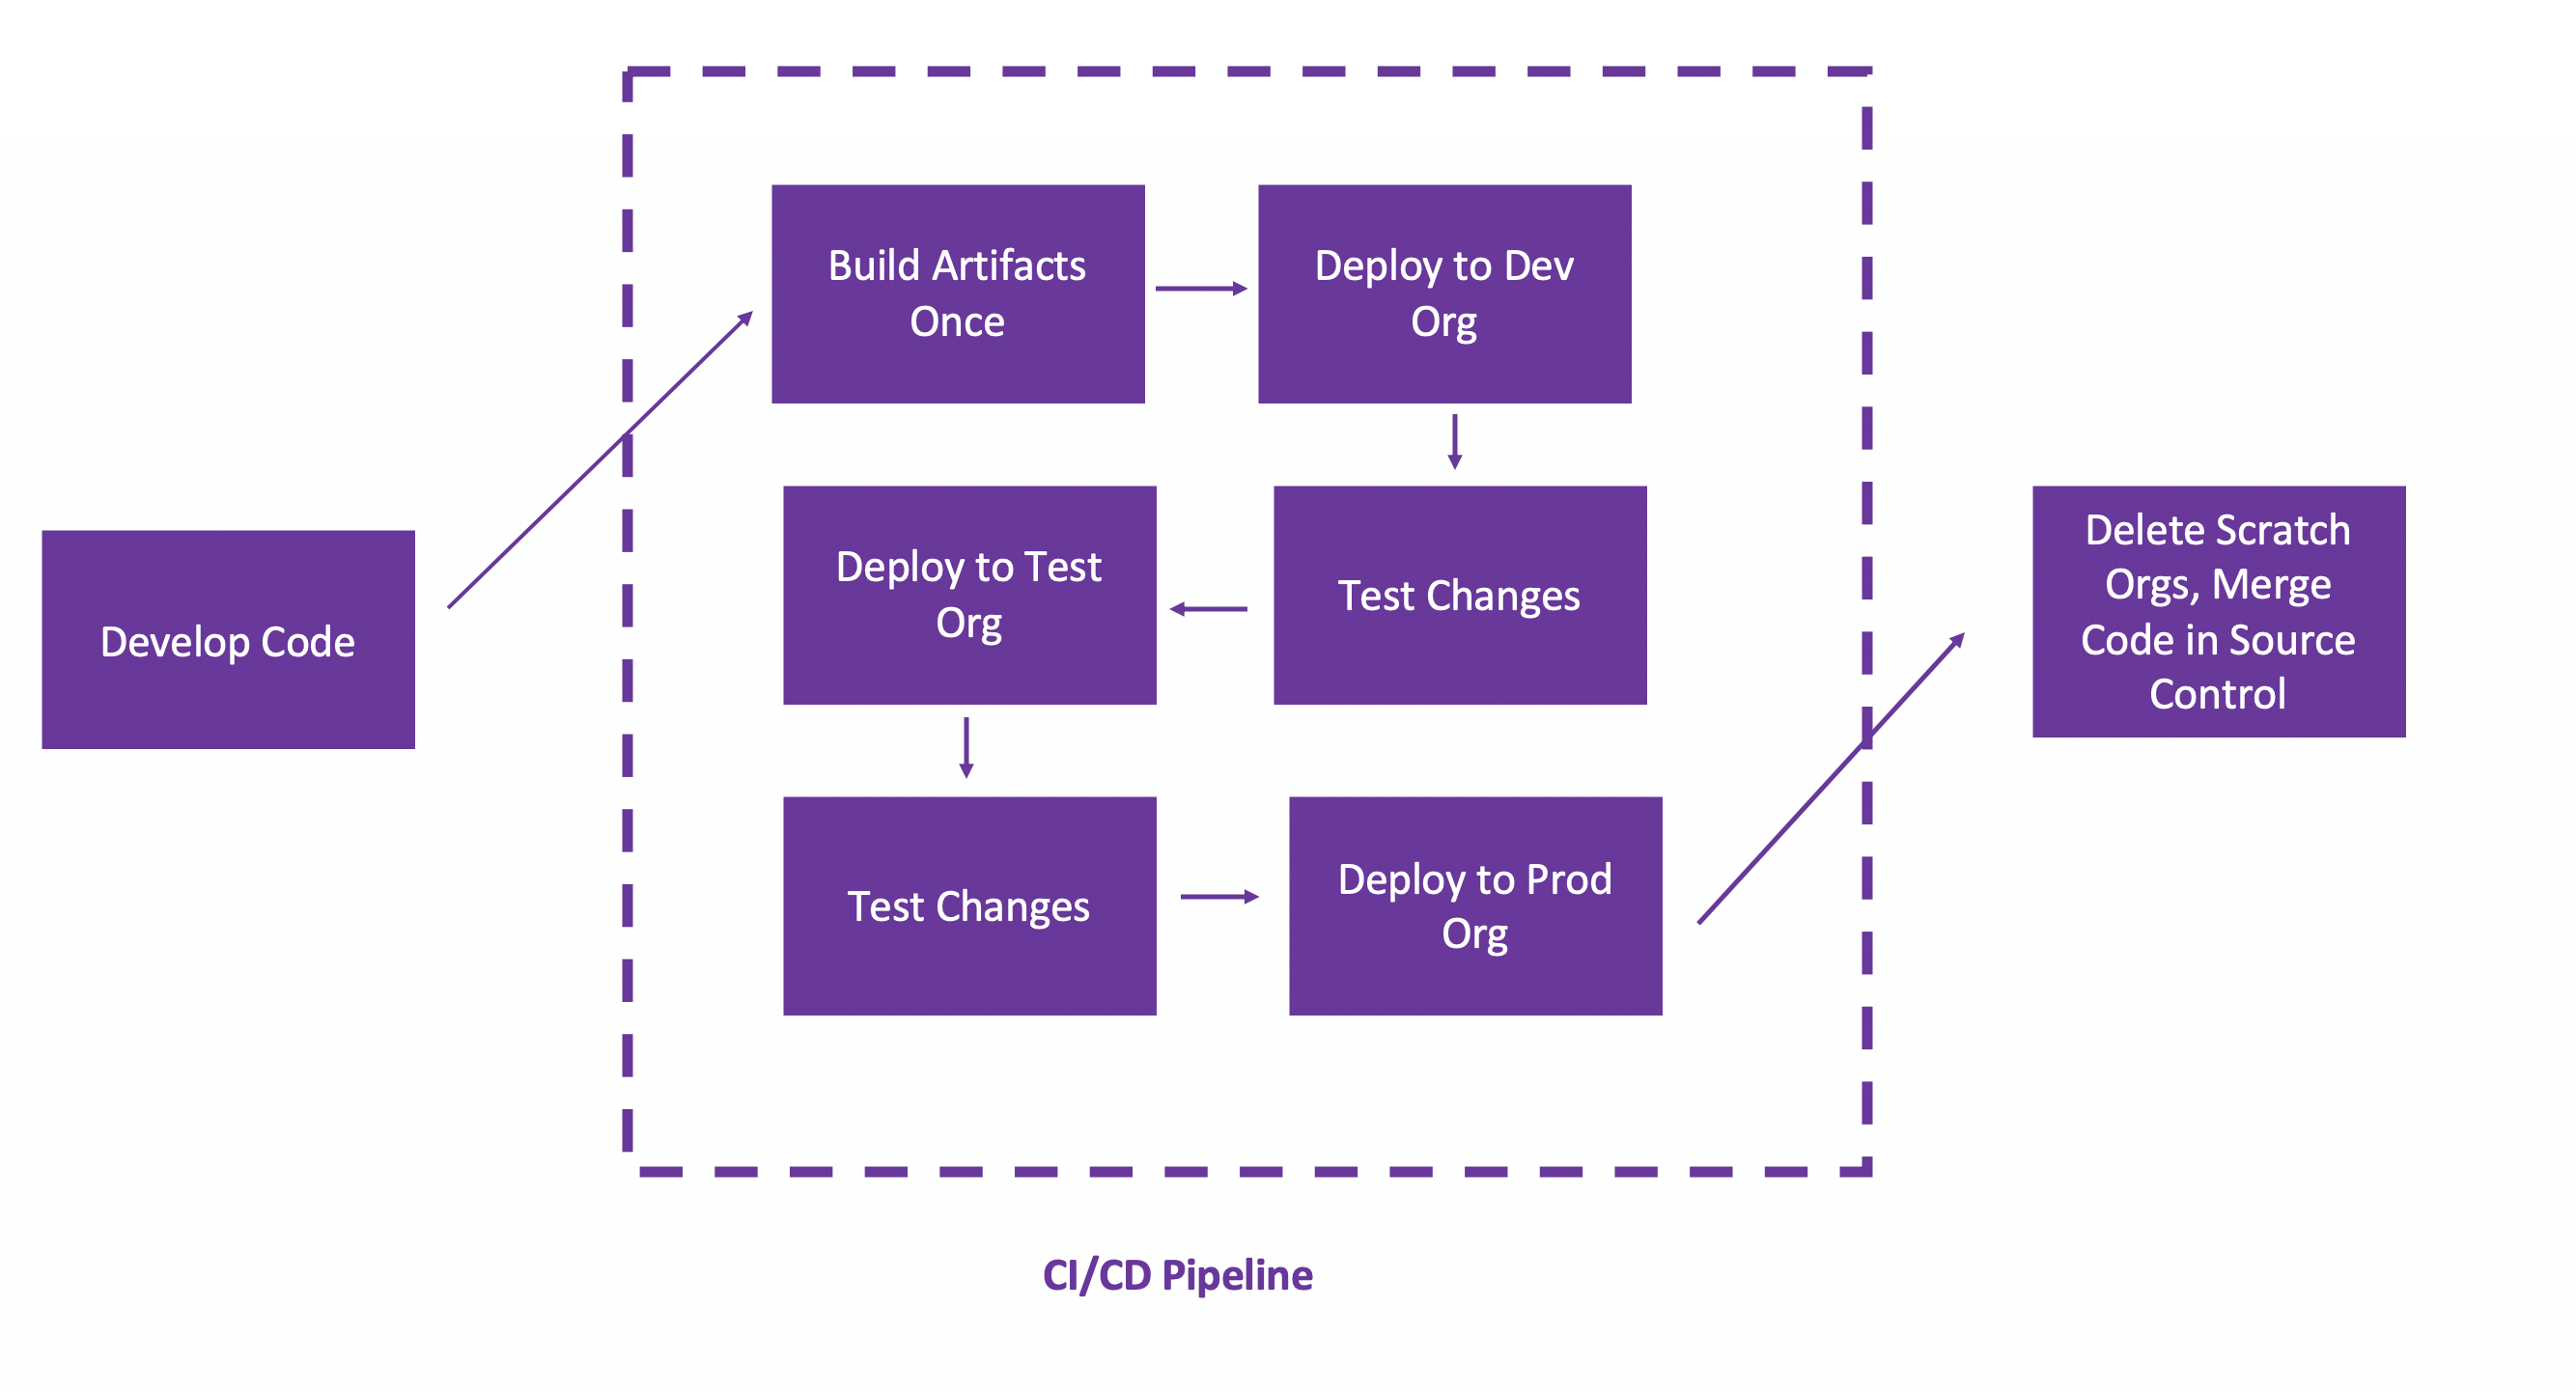 Develop Code
Build Artifacts
Once
Deploy to Dev
Org
Test Changes
Deploy to Test
Org
Test Changes
Deploy to Prod
Org
Delete Scratch
Orgs, Merge
Code in Source
Control
CI/CD Pipeline